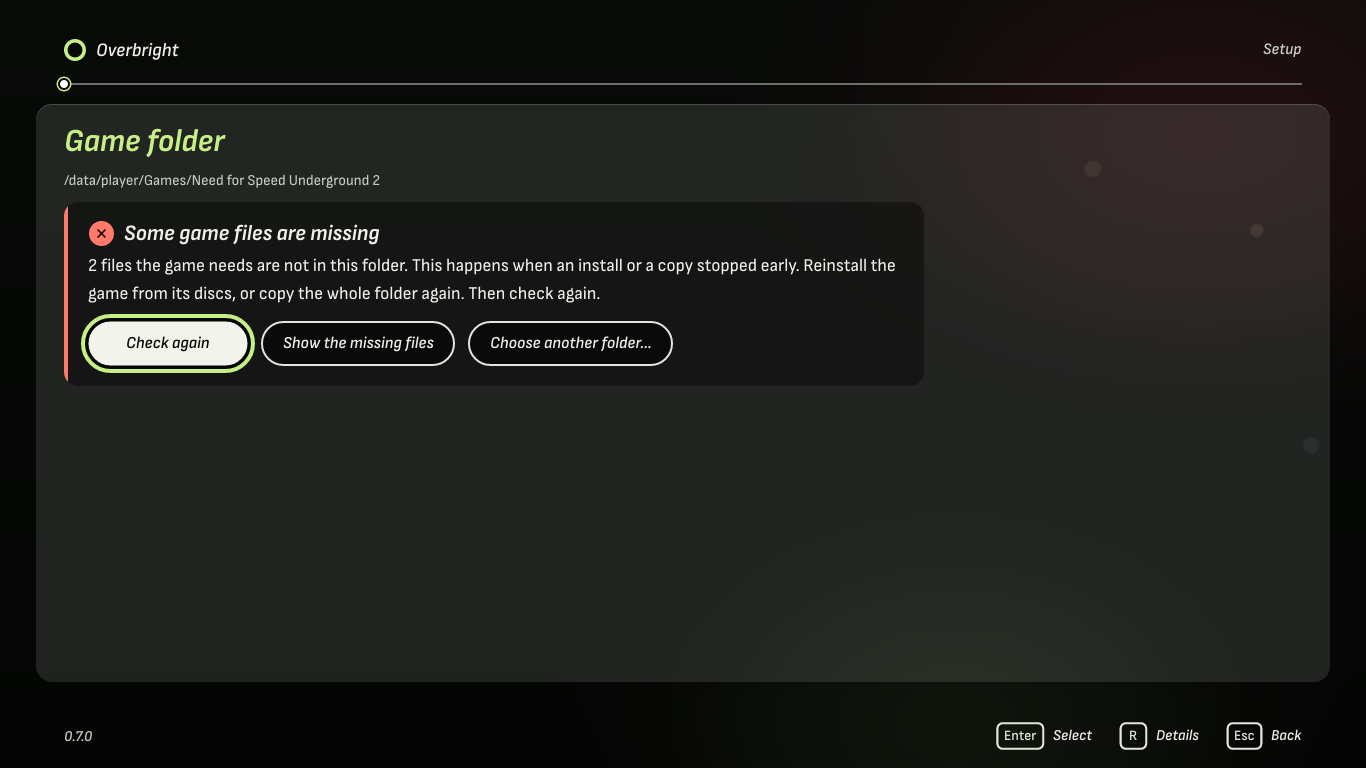 Overbright
Setup
Game folder
/data/player/Games/Need for Speed Underground 2
Some game files are missing
2 files the game needs are not in this folder. This happens when an install or a copy stopped early. Reinstall the
game from its discs, or copy the whole folder again. Then check again.
Check again
Show the missing files
Choose another folder...
0.7.0
Enter Select
R Details
Esc Back